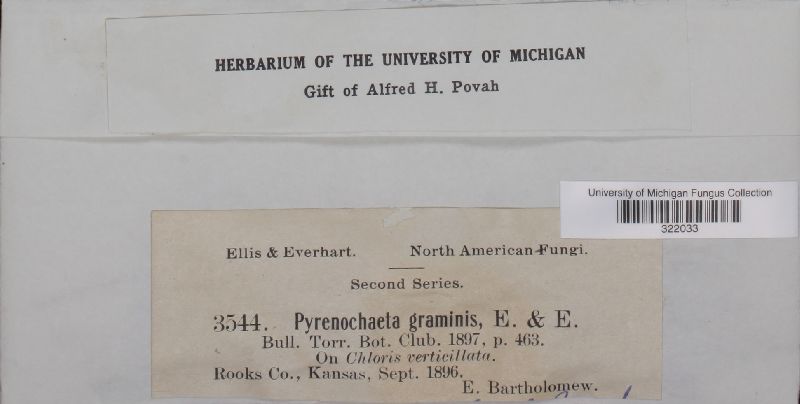 HERBARIUM OF THE UNIVERSITY OF MICHIGAN
Gift of Alfred H. Povah
University of Michigan Fungus Collection
322033
Ellis & Everhart. North American Fungi.
Second Series.
3544. Pyrenochaeta graminis, E. & E.
Bull. Torr. Bot. Club. 1897, p. 463.
On Chloris verticillata.
Rooks Co., Kansas, Sept. 1896.
E. Bartholomew.